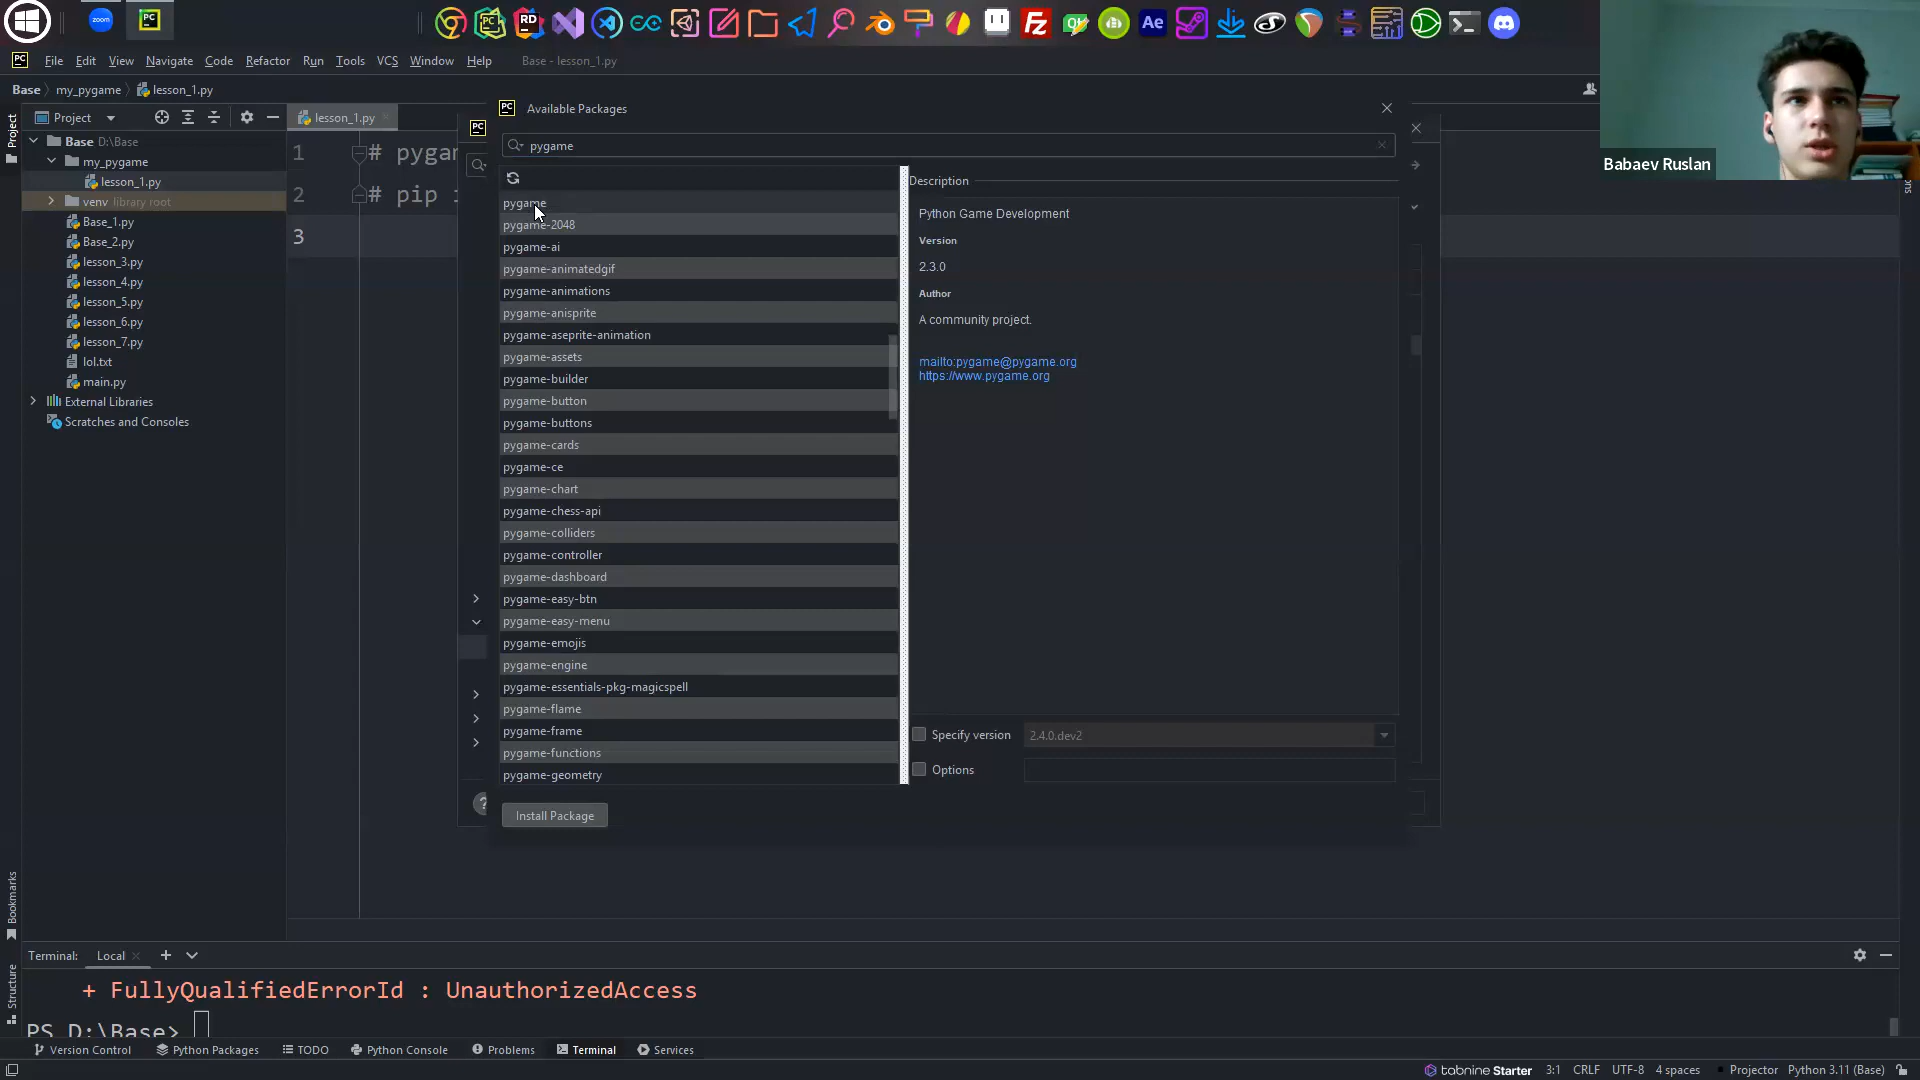 zoom
PC
File Edit View Navigate Code Refactor Run Tools VCS Window Help Base - lesson_1.py
Base my_pygame lesson_1.py
Project
lesson_1.py
Base D:\Base
my_pygame
lesson_1.py
venv library root
Base_1.py
Base_2.py
lesson_3.py
lesson_4.py
lesson_5.py
lesson_6.py
lesson_7.py
lol.txt
main.py
External Libraries
Scratches and Consoles
Project
Bookmarks
Structure
1 # pygam
2 # pip i
3
Available Packages
pygame
pygame
pygame-2048
pygame-ai
pygame-animatedgif
pygame-animations
pygame-anisprite
pygame-aseprite-animation
pygame-assets
pygame-builder
pygame-button
pygame-buttons
pygame-cards
pygame-ce
pygame-chart
pygame-chess-api
pygame-colliders
pygame-controller
pygame-dashboard
pygame-easy-btn
pygame-easy-menu
pygame-emojis
pygame-engine
pygame-essentials-pkg-magicspell
pygame-flame
pygame-frame
pygame-functions
pygame-geometry
Description
Python Game Development
Version
2.3.0
Author
A community project.
mailto:pygame@pygame.org
https://www.pygame.org
Specify version 2.4.0.dev2
Options
Install Package
Babaev Ruslan
Terminal: Local
+ FullyQualifiedErrorId : UnauthorizedAccess
PS D:\Base>
Version Control Python Packages TODO Python Console Problems Terminal Services
tabnine Starter 3:1 CRLF UTF-8 4 spaces Projector Python 3.11 (Base)